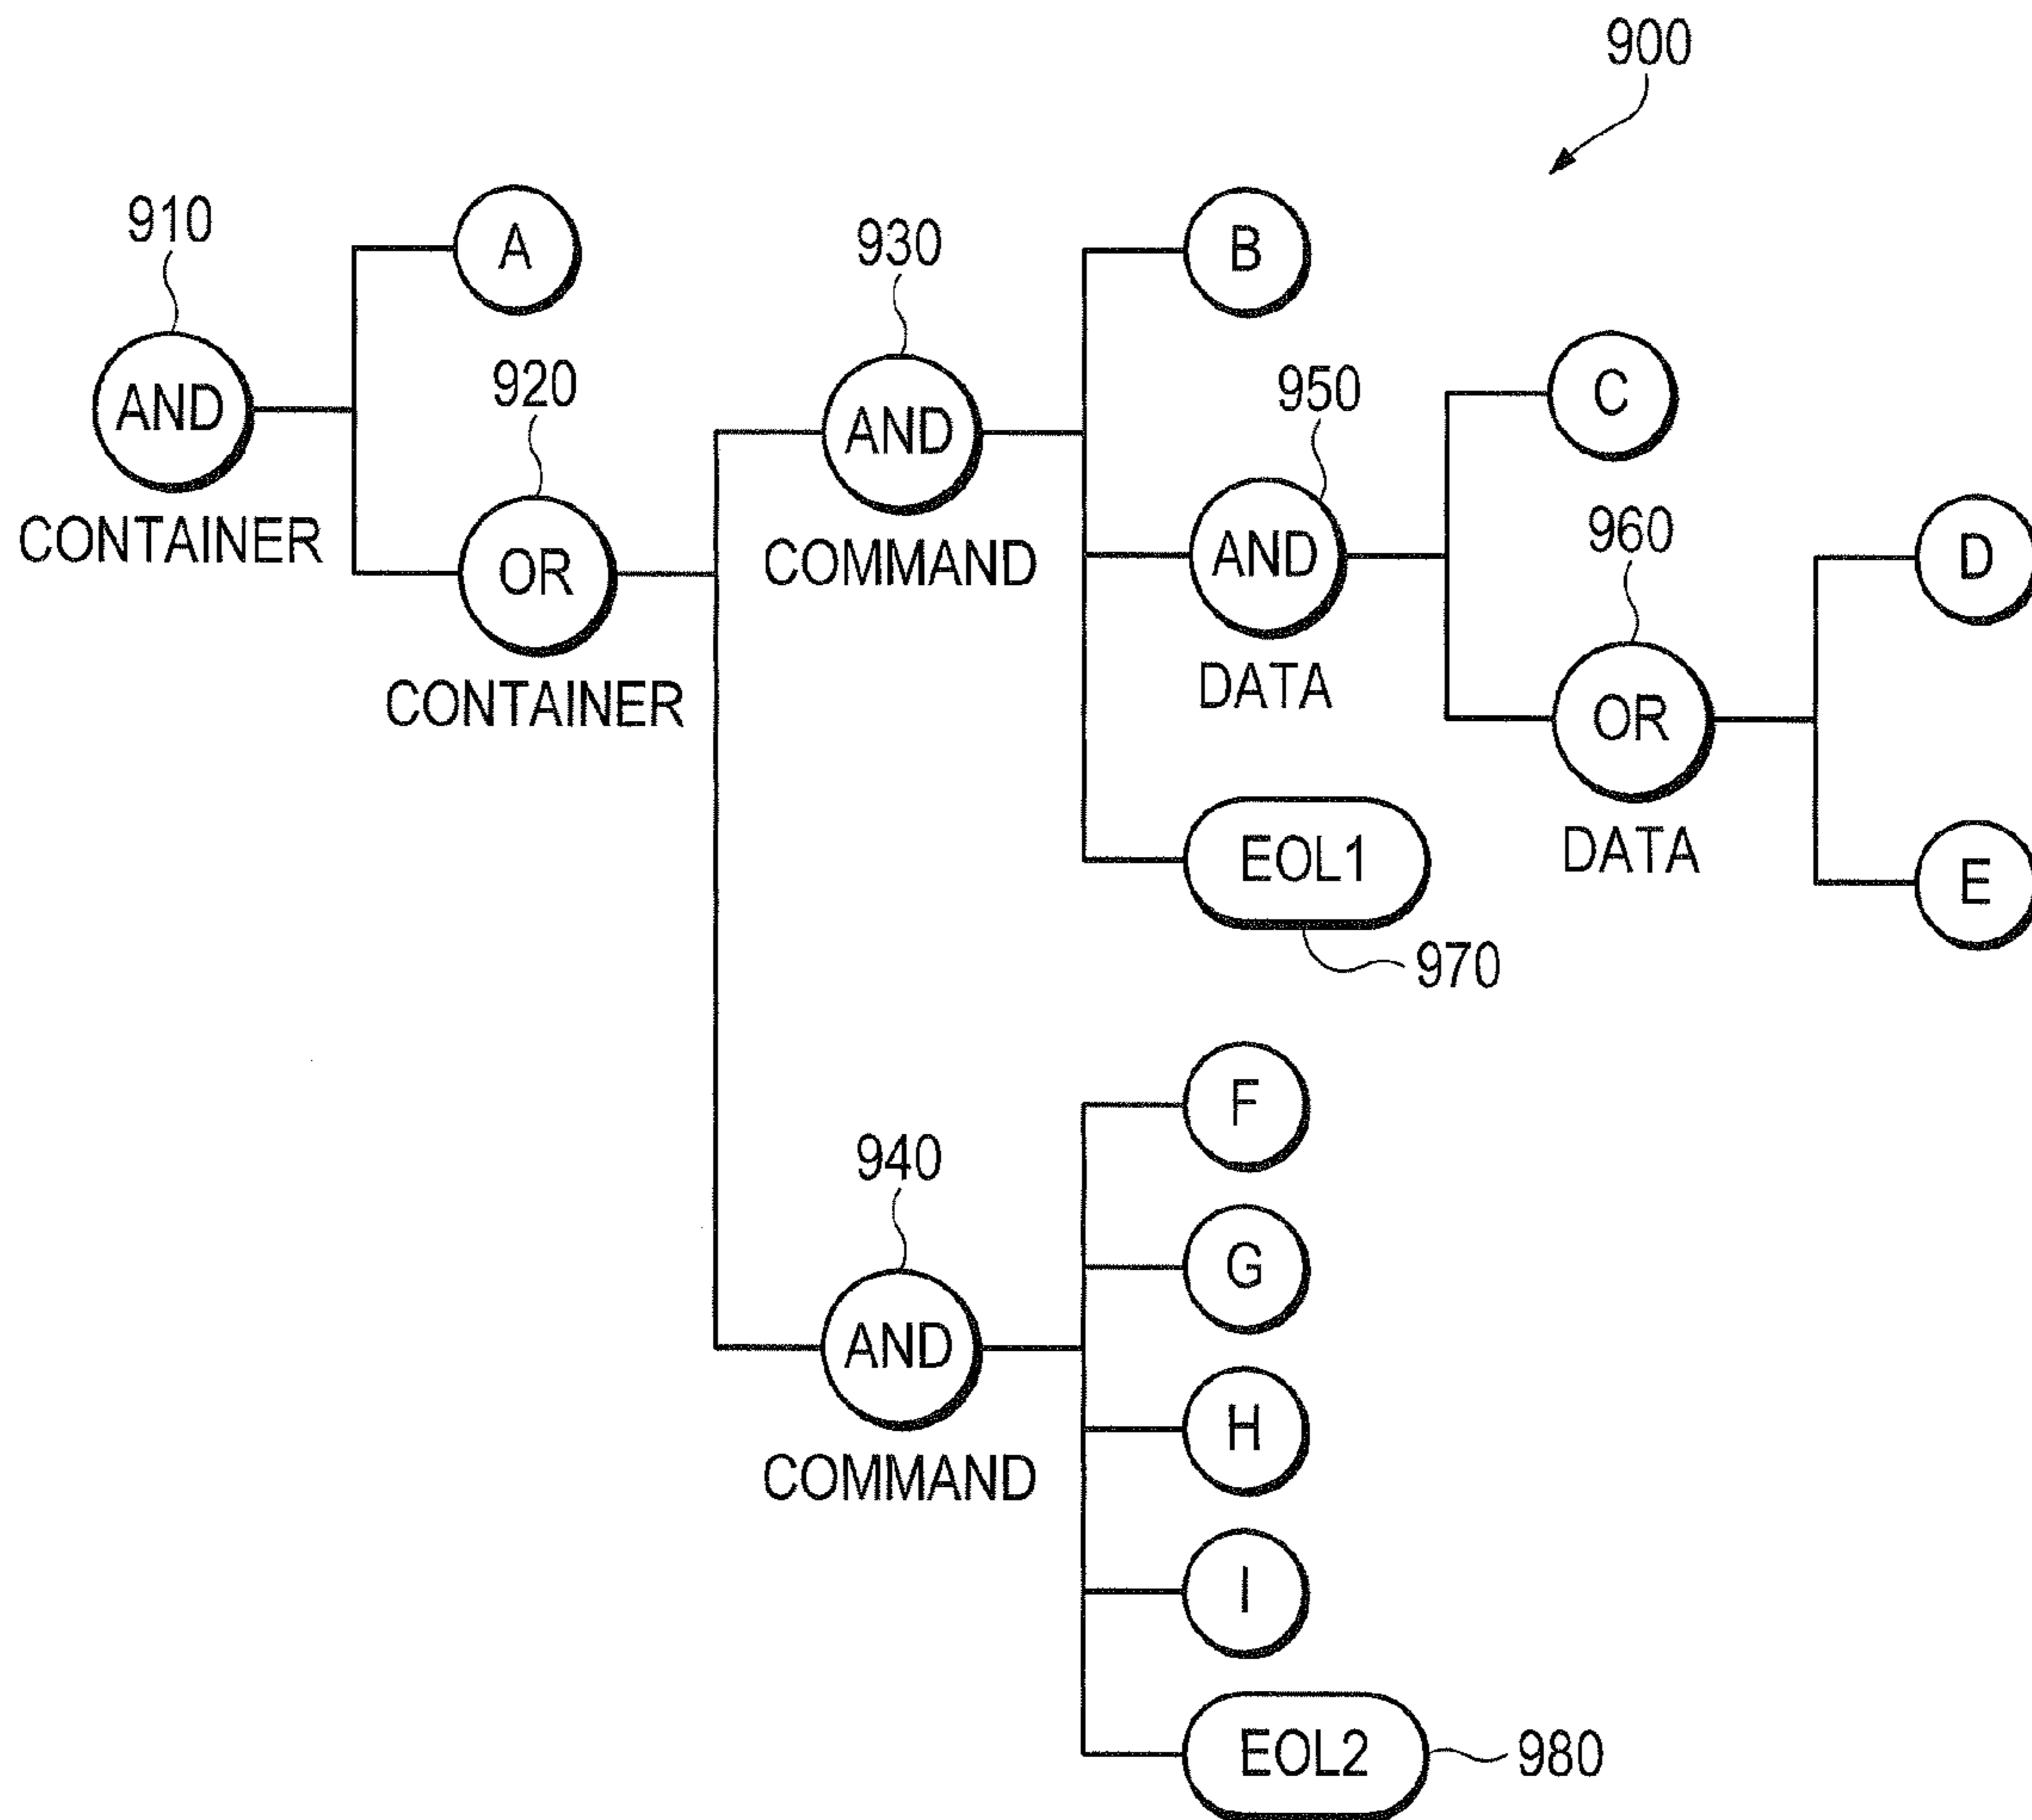 900
910
A
930
B
AND
920
AND
950
C
CONTAINER
OR
COMMAND
AND
960
D
CONTAINER
DATA
OR
EOL1
DATA
E
970
F
940
G
AND
H
COMMAND
I
EOL2
980